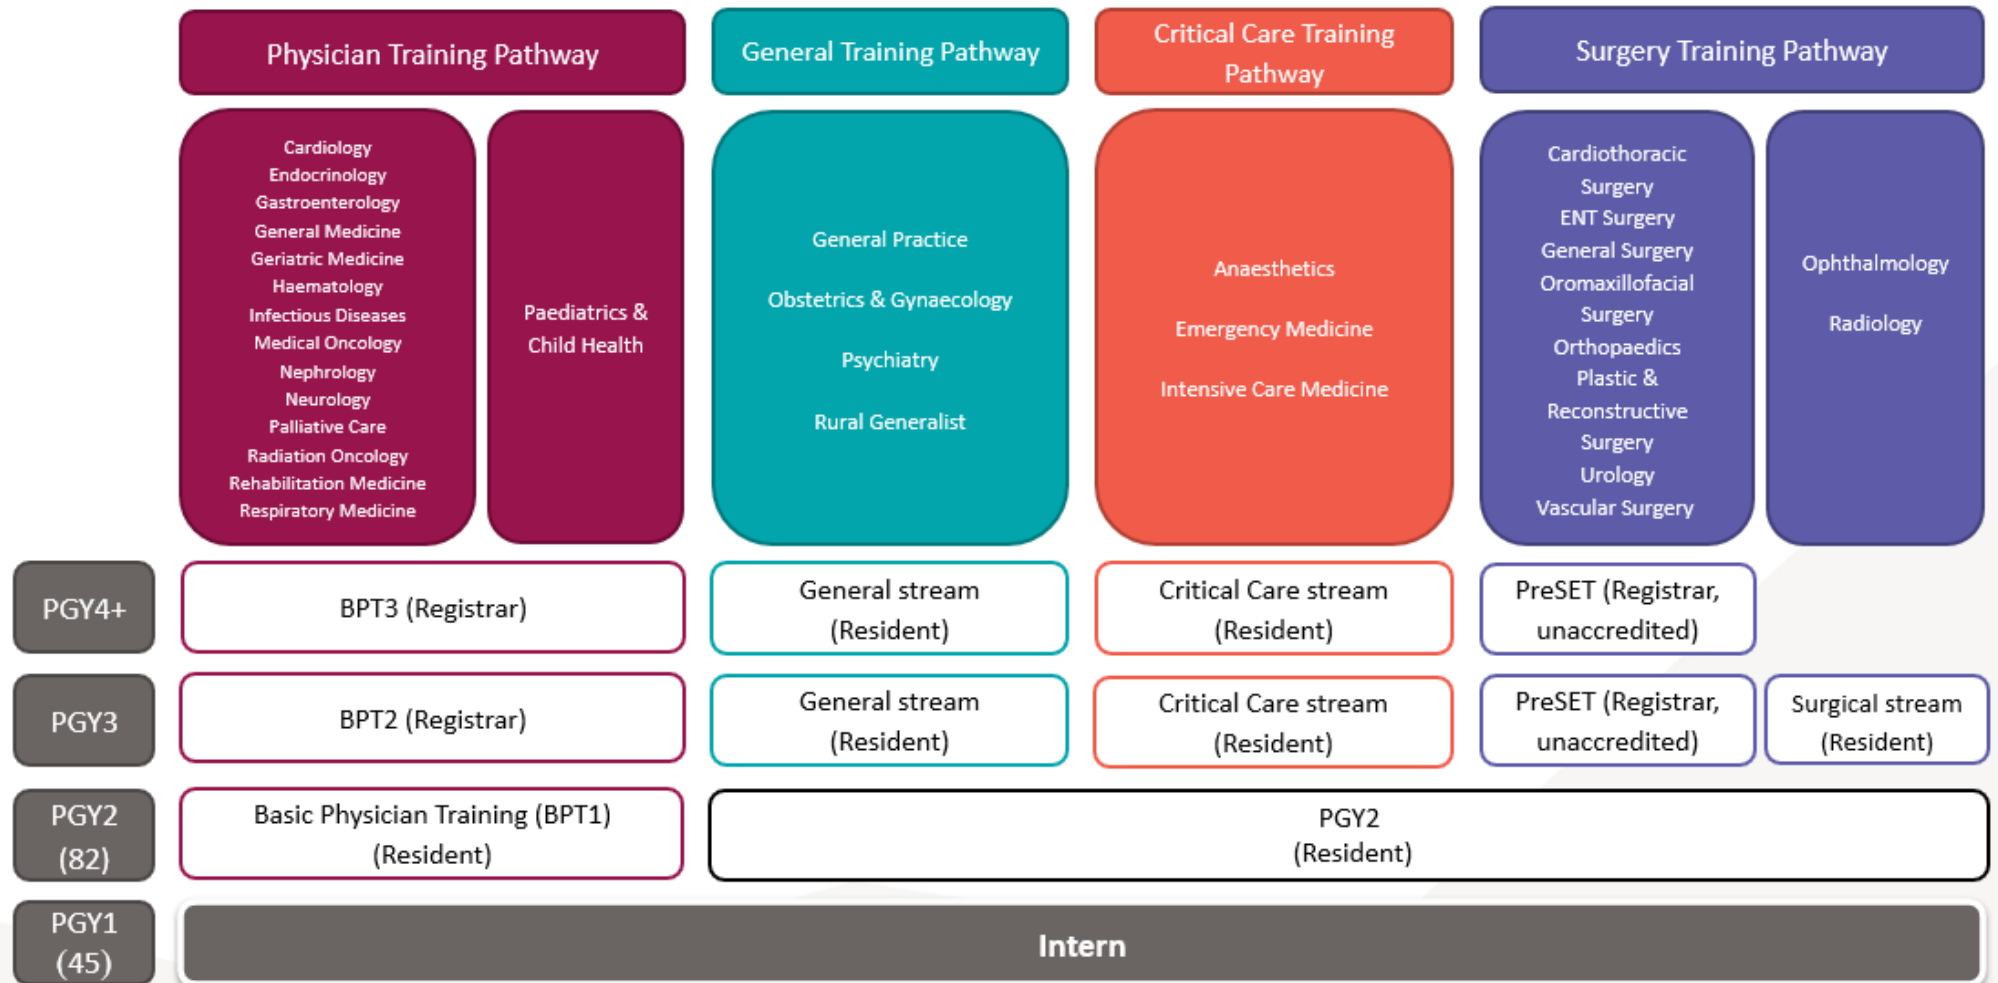 Physician Training Pathway
General Training Pathway
Critical Care Training
Pathway
Surgery Training Pathway
Cardiology
Endocrinology
Gastroenterology
General Medicine
Geriatric Medicine
Haematology
Infectious Diseases
Medical Oncology
Nephrology
Neurology
Palliative Care
Radiation Oncology
Rehabilitation Medicine
Respiratory Medicine
Paediatrics &
Child Health
General Practice
Obstetrics & Gynaecology
Psychiatry
Rural Generalist
Anaesthetics
Emergency Medicine
Intensive Care Medicine
Cardiothoracic
Surgery
ENT Surgery
General Surgery
Oromaxillofacial
Surgery
Orthopaedics
Plastic &
Reconstructive
Surgery
Urology
Vascular Surgery
Ophthalmology
Radiology
PGY4+
BPT3 (Registrar)
General stream
(Resident)
Critical Care stream
(Resident)
PreSET (Registrar,
unaccredited)
PGY3
BPT2 (Registrar)
General stream
(Resident)
Critical Care stream
(Resident)
PreSET (Registrar,
unaccredited)
Surgical stream
(Resident)
PGY2
(82)
Basic Physician Training (BPT1)
(Resident)
PGY2
(Resident)
PGY1
(45)
Intern